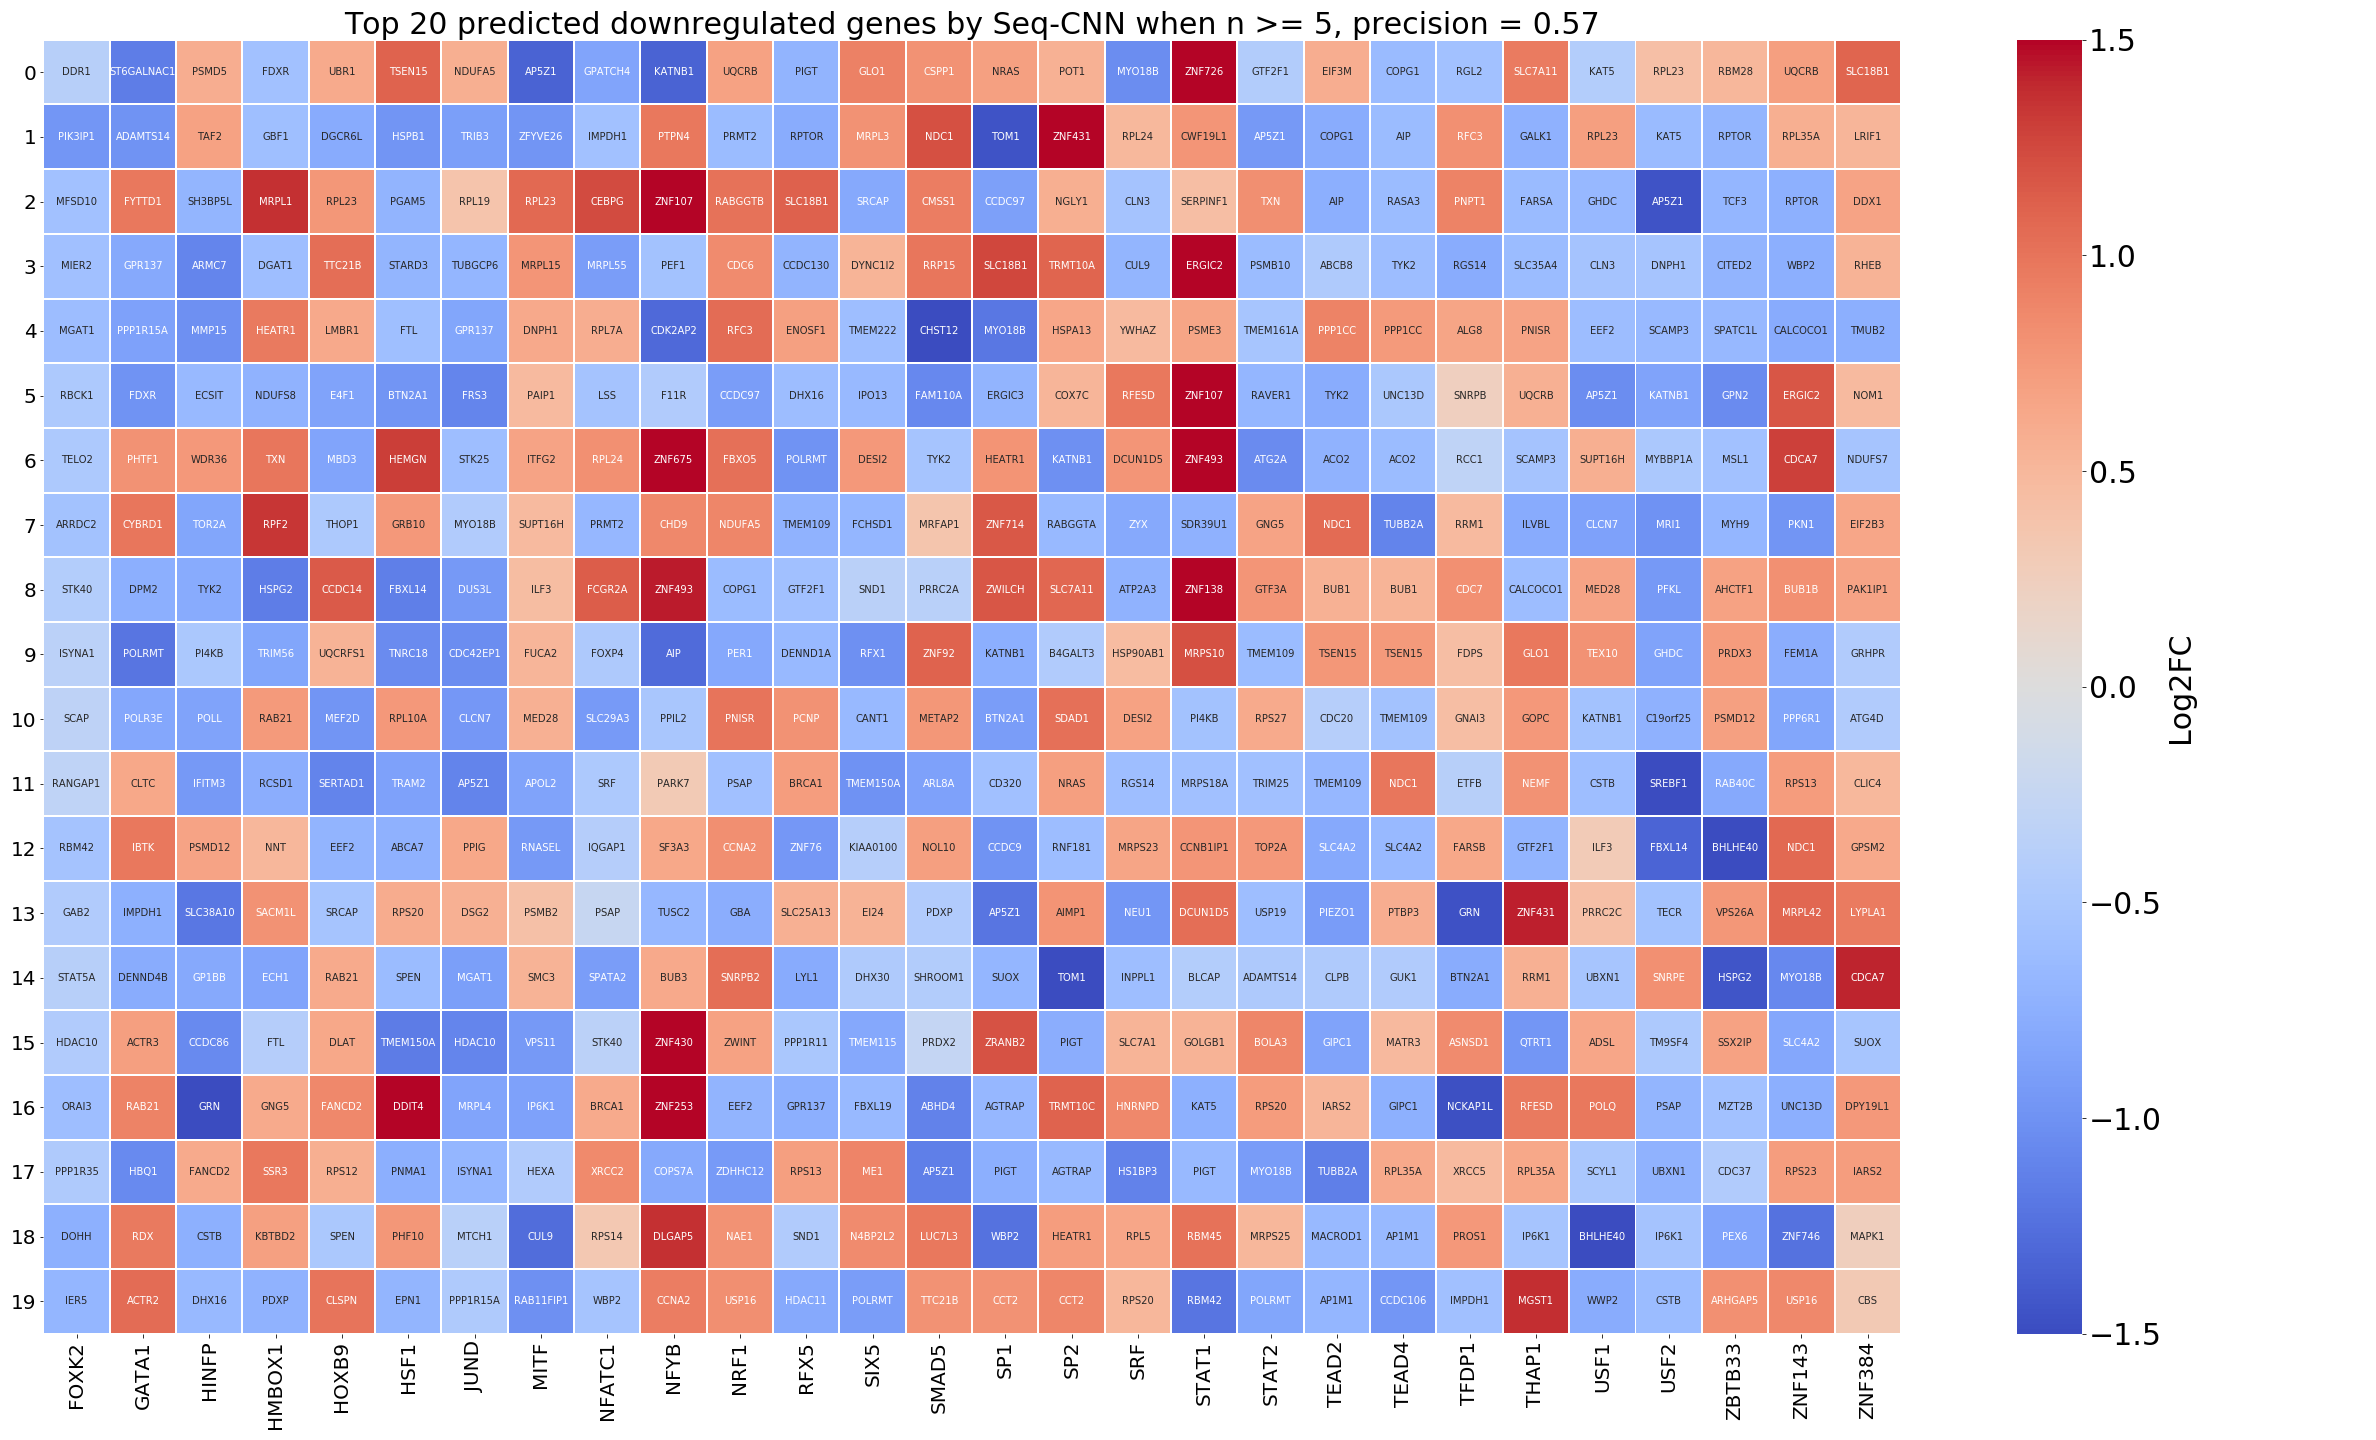 Top 20 predicted downregulated genes by Seq-CNN when n >= 5, precision = 0.57
0 DDR1 ST6GALNAC1 PSMD5 FDXR UBR1 TSEN15 NDUFA5 AP5Z1 GPATCH4 KATNB1 UQCRB PIGT GLO1 CSPP1 NRAS POT1 MYO18B ZNF726 GTF2F1 EIF3M COPG1 RGL2 SLC7A11 KAT5 RPL23 RBM28 UQCRB SLC18B1
1 PIK3IP1 ADAMTS14 TAF2 GBF1 DGCR6L HSPB1 TRIB3 ZFYVE26 IMPDH1 PTPN4 PRMT2 RPTOR MRPL3 NDC1 TOM1 ZNF431 RPL24 CWF19L1 AP5Z1 COPG1 AIP RFC3 GALK1 RPL23 KAT5 RPTOR RPL35A LRIF1
2 MFSD10 FYTTD1 SH3BP5L MRPL1 RPL23 PGAM5 RPL19 RPL23 CEBPG ZNF107 RABGGTB SLC18B1 SRCAP CMSS1 CCDC97 NGLY1 CLN3 SERPINF1 TXN AIP RASA3 PNPT1 FARSA GHDC AP5Z1 TCF3 RPTOR DDX1
3 MIER2 GPR137 ARMC7 DGAT1 TTC21B STARD3 TUBGCP6 MRPL15 MRPL55 PEF1 CDC6 CCDC130 DYNC1I2 RRP15 SLC18B1 TRMT10A CUL9 ERGIC2 PSMB10 ABCB8 TYK2 RGS14 SLC35A4 CLN3 DNPH1 CITED2 WBP2 RHEB
4 MGAT1 PPP1R15A MMP15 HEATR1 LMBR1 FTL GPR137 DNPH1 RPL7A CDK2AP2 RFC3 ENOSF1 TMEM222 CHST12 MYO18B HSPA13 YWHAZ PSME3 TMEM161A PPP1CC PPP1CC ALG8 PNISR EEF2 SCAMP3 SPATC1L CALCOCO1 TMUB2
5 RBCK1 FDXR ECSIT NDUFS8 E4F1 BTN2A1 FRS3 PAIP1 LSS F11R CCDC97 DHX16 IPO13 FAM110A ERGIC3 COX7C RFESD ZNF107 RAVER1 TYK2 UNC13D SNRPB UQCRB AP5Z1 KATNB1 GPN2 ERGIC2 NOM1
6 TELO2 PHTF1 WDR36 TXN MBD3 HEMGN STK25 ITFG2 RPL24 ZNF675 FBXO5 POLRMT DESI2 TYK2 HEATR1 KATNB1 DCUN1D5 ZNF493 ATG2A ACO2 ACO2 RCC1 SCAMP3 SUPT16H MYBBP1A MSL1 CDCA7 NDUFS7
7 ARRDC2 CYBRD1 TOR2A RPF2 THOP1 GRB10 MYO18B SUPT16H PRMT2 CHD9 NDUFA5 TMEM109 FCHSD1 MRFAP1 ZNF714 RABGGTA ZYX SDR39U1 GNG5 NDC1 TUBB2A RRM1 ILVBL CLCN7 MRI1 MYH9 PKN1 EIF2B3
8 STK40 DPM2 TYK2 HSPG2 CCDC14 FBXL14 DUS3L ILF3 FCGR2A ZNF493 COPG1 GTF2F1 SND1 PRRC2A ZWILCH SLC7A11 ATP2A3 ZNF138 GTF3A BUB1 BUB1 CDC7 CALCOCO1 MED28 PFKL AHCTF1 BUB1B PAK1IP1
9 ISYNA1 POLRMT PI4KB TRIM56 UQCRFS1 TNRC18 CDC42EP1 FUCA2 FOXP4 AIP PER1 DENND1A RFX1 ZNF92 KATNB1 B4GALT3 HSP90AB1 MRPS10 TMEM109 TSEN15 TSEN15 FDPS GLO1 TEX10 GHDC PRDX3 FEM1A GRHPR
10 SCAP POLR3E POLL RAB21 MEF2D RPL10A CLCN7 MED28 SLC29A3 PPIL2 PNISR PCNP CANT1 METAP2 BTN2A1 SDAD1 DESI2 PI4KB RPS27 CDC20 TMEM109 GNAI3 GOPC KATNB1 C19orf25 PSMD12 PPP6R1 ATG4D
11 RANGAP1 CLTC IFITM3 RCSD1 SERTAD1 TRAM2 AP5Z1 APOL2 SRF PARK7 PSAP BRCA1 TMEM150A ARL8A CD320 NRAS RGS14 MRPS18A TRIM25 TMEM109 NDC1 ETFB NEMF CSTB SREBF1 RAB40C RPS13 CLIC4
12 RBM42 IBTK PSMD12 NNT EEF2 ABCA7 PPIG RNASEL IQGAP1 SF3A3 CCNA2 ZNF76 KIAA0100 NOL10 CCDC9 RNF181 MRPS23 CCNB1IP1 TOP2A SLC4A2 SLC4A2 FARSB GTF2F1 ILF3 FBXL14 BHLHE40 NDC1 GPSM2
13 GAB2 IMPDH1 SLC38A10 SACM1L SRCAP RPS20 DSG2 PSMB2 PSAP TUSC2 GBA SLC25A13 EI24 PDXP AP5Z1 AIMP1 NEU1 DCUN1D5 USP19 PIEZO1 PTBP3 GRN ZNF431 PRRC2C TECR VPS26A MRPL42 LYPLA1
14 STAT5A DENND4B GP1BB ECH1 RAB21 SPEN MGAT1 SMC3 SPATA2 BUB3 SNRPB2 LYL1 DHX30 SHROOM1 SUOX TOM1 INPPL1 BLCAP ADAMTS14 CLPB GUK1 BTN2A1 RRM1 UBXN1 SNRPE HSPG2 MYO18B CDCA7
15 HDAC10 ACTR3 CCDC86 FTL DLAT TMEM150A HDAC10 VPS11 STK40 ZNF430 ZWINT PPP1R11 TMEM115 PRDX2 ZRANB2 PIGT SLC7A1 GOLGB1 BOLA3 GIPC1 MATR3 ASNSD1 QTRT1 ADSL TM9SF4 SSX2IP SLC4A2 SUOX
16 ORAI3 RAB21 GRN GNG5 FANCD2 DDIT4 MRPL4 IP6K1 BRCA1 ZNF253 EEF2 GPR137 FBXL19 ABHD4 AGTRAP TRMT10C HNRNPD KAT5 RPS20 IARS2 GIPC1 NCKAP1L RFESD POLQ PSAP MZT2B UNC13D DPY19L1
17 PPP1R35 HBQ1 FANCD2 SSR3 RPS12 PNMA1 ISYNA1 HEXA XRCC2 COPS7A ZDHHC12 RPS13 ME1 AP5Z1 PIGT AGTRAP HS1BP3 PIGT MYO18B TUBB2A RPL35A XRCC5 RPL35A SCYL1 UBXN1 CDC37 RPS23 IARS2
18 DOHH RDX CSTB KBTBD2 SPEN PHF10 MTCH1 CUL9 RPS14 DLGAP5 NAE1 SND1 N4BP2L2 LUC7L3 WBP2 HEATR1 RPL5 RBM45 MRPS25 MACROD1 AP1M1 PROS1 IP6K1 BHLHE40 IP6K1 PEX6 ZNF746 MAPK1
19 IER5 ACTR2 DHX16 PDXP CLSPN EPN1 PPP1R15A RAB11FIP1 WBP2 CCNA2 USP16 HDAC11 POLRMT TTC21B CCT2 CCT2 RPS20 RBM42 POLRMT AP1M1 CCDC106 IMPDH1 MGST1 WWP2 CSTB ARHGAP5 USP16 CBS
FOXK2 GATA1 HINFP HMBOX1 HOXB9 HSF1 JUND MITF NFATC1 NFYB NRF1 RFX5 SIX5 SMAD5 SP1 SP2 SRF STAT1 STAT2 TEAD2 TEAD4 TFDP1 THAP1 USF1 USF2 ZBTB33 ZNF143 ZNF384
1.5
1.0
0.5
0.0
−0.5
−1.0
−1.5
Log2FC